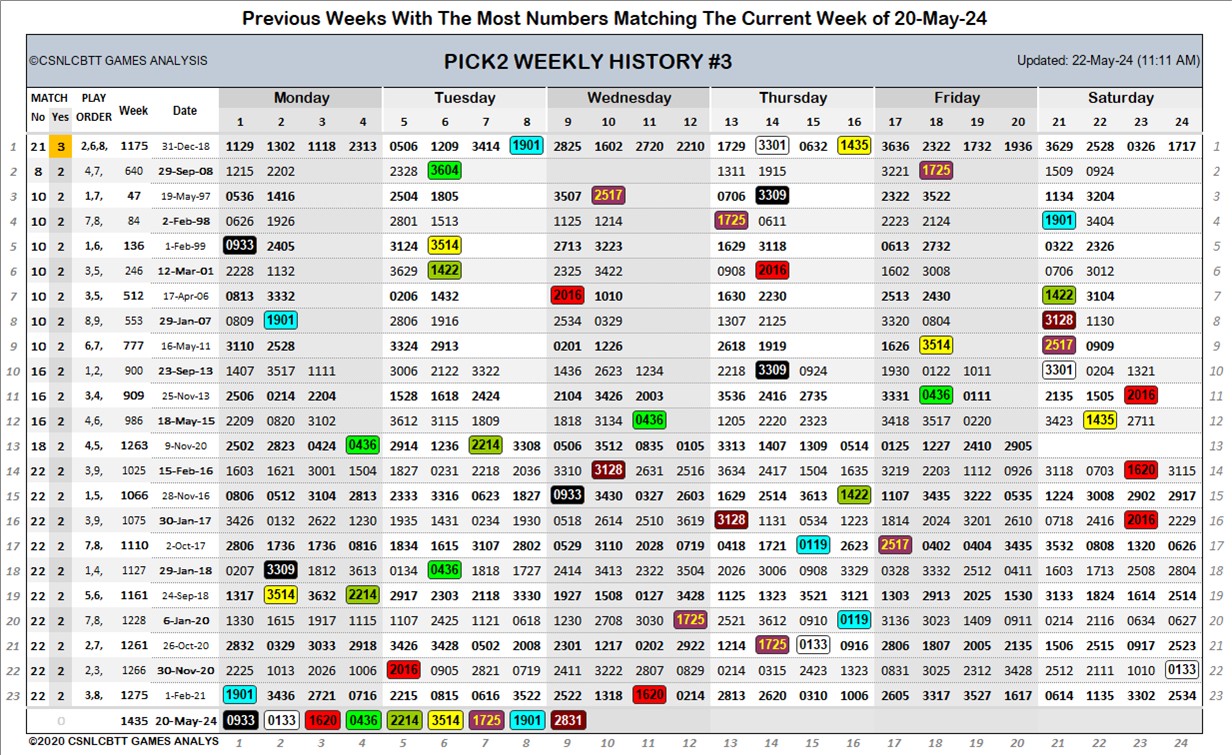 Previous Weeks With The Most Numbers Matching The Current Week of 20-May-24
©CSNLCBTT GAMES ANALYSIS PICK2 WEEKLY HISTORY #3 Updated: 22-May-24 (11:11 AM)
MATCH PLAY Week Date Monday Tuesday Wednesday Thursday Friday Saturday
No Yes ORDER 1 2 3 4 5 6 7 8 9 10 11 12 13 14 15 16 17 18 19 20 21 22 23 24
1 21 3 2,6,8, 1175 31-Dec-18 1129 1302 1118 2313 0506 1209 3414 1901 2825 1602 2720 2210 1729 3301 0632 1435 3636 2322 1732 1936 3629 2528 0326 1717 1
2 8 2 4,7, 640 29-Sep-08 1215 2202 2328 3604 1311 1915 3221 1725 1509 0924 2
3 10 2 1,7, 47 19-May-97 0536 1416 2504 1805 3507 2517 0706 3309 2322 3522 1134 3204 3
4 10 2 7,8, 84 2-Feb-98 0626 1926 2801 1513 1125 1214 1725 0611 2223 2124 1901 3404 4
5 10 2 1,6, 136 1-Feb-99 0933 2405 3124 3514 2713 3223 1629 3118 0613 2732 0322 2326 5
6 10 2 3,5, 246 12-Mar-01 2228 1132 3629 1422 2325 3422 0908 2016 1602 3008 0706 3012 6
7 10 2 3,5, 512 17-Apr-06 0813 3332 0206 1432 2016 1010 1630 2230 2513 2430 1422 3104 7
8 10 2 8,9, 553 29-Jan-07 0809 1901 2806 1916 2534 0329 1307 2125 3320 0804 3128 1130 8
9 10 2 6,7, 777 16-May-11 3110 2528 3324 2913 0201 1226 2618 1919 1626 3514 2517 0909 9
10 16 2 1,2, 900 23-Sep-13 1407 3517 1111 3006 2122 3322 1436 2623 1234 2218 3309 0924 1930 0122 1011 3301 0204 1321 10
11 16 2 3,4, 909 25-Nov-13 2506 0214 2204 1528 1618 2424 2104 3426 2003 3536 2416 2735 3331 0436 0111 2135 1505 2016 11
12 16 2 4,6, 986 18-May-15 2209 0820 3102 3612 3115 1809 1818 3134 0436 1205 2220 2323 3418 3517 0220 3423 1435 2711 12
13 18 2 4,5, 1263 9-Nov-20 2502 2823 0424 0436 2914 1236 2214 3308 0506 3512 0835 0105 3313 1407 1309 0514 0125 1227 2410 2905 13
14 22 2 3,9, 1025 15-Feb-16 1603 1621 3001 1504 1827 0231 2218 2036 3310 3128 2631 2516 3634 2417 1504 1635 3219 2203 1112 0926 3118 0703 1620 3115 14
15 22 2 1,5, 1066 28-Nov-16 0806 0512 3104 2813 2333 3316 0623 1827 0933 3430 0327 2603 1629 2514 3613 1422 1107 3435 3222 0535 1224 3008 2902 2917 15
16 22 2 3,9, 1075 30-Jan-17 3426 0132 2622 1230 1935 1436 0234 1930 0518 2614 2510 3619 3128 1131 0534 1223 1814 2024 3201 2610 0718 2416 2016 2229 16
17 22 2 7,8, 1110 2-Oct-17 2806 1736 1736 0816 1834 1615 3107 2802 0529 3110 2028 0719 0418 1721 0119 2623 2517 0402 0404 3435 3532 0808 1320 0626 17
18 22 2 1,4, 1127 29-Jan-18 0207 3309 1812 3613 0134 0436 1818 1727 2414 3413 2322 3504 2026 3006 0908 3329 0328 3332 2512 0411 1603 1713 2508 2804 18
19 22 2 5,6, 1161 24-Sep-18 1317 3514 3632 2214 2917 2303 2118 3330 1927 1508 0127 3428 1125 1323 3521 3121 1303 2913 2025 1530 3133 1824 1614 2514 19
20 22 2 7,8, 1228 6-Jan-20 1330 1615 1917 1115 1107 2425 1121 0618 1230 2708 3030 1725 2521 3612 0910 0119 3136 3023 1409 0911 0214 2116 0634 0627 20
21 22 2 2,7, 1261 26-Oct-20 2832 0329 3033 2918 3426 3428 0502 2008 2301 1217 0202 2922 1214 1725 0133 0916 2806 1807 2005 2135 1506 2615 0917 2523 21
22 22 2 2,3, 1266 30-Nov-20 2225 1013 2026 1006 2016 0905 2821 0719 2411 3222 2807 0829 0214 0315 2423 1323 0831 3025 2312 3428 2512 2111 1010 0133 22
23 22 2 3,8, 1275 1-Feb-21 1901 3436 2721 0716 2215 0815 0616 3522 2522 1318 1620 0214 2813 2620 0310 1006 2605 3317 3527 1617 0614 1135 3302 2534 23
0 1435 20-May-24 0933 0133 1620 0436 2214 3514 1725 1901 2831
©2020 CSNLCBTT GAMES ANALYS 1 2 3 4 5 6 7 8 9 10 11 12 13 14 15 16 17 18 19 20 21 22 23 24